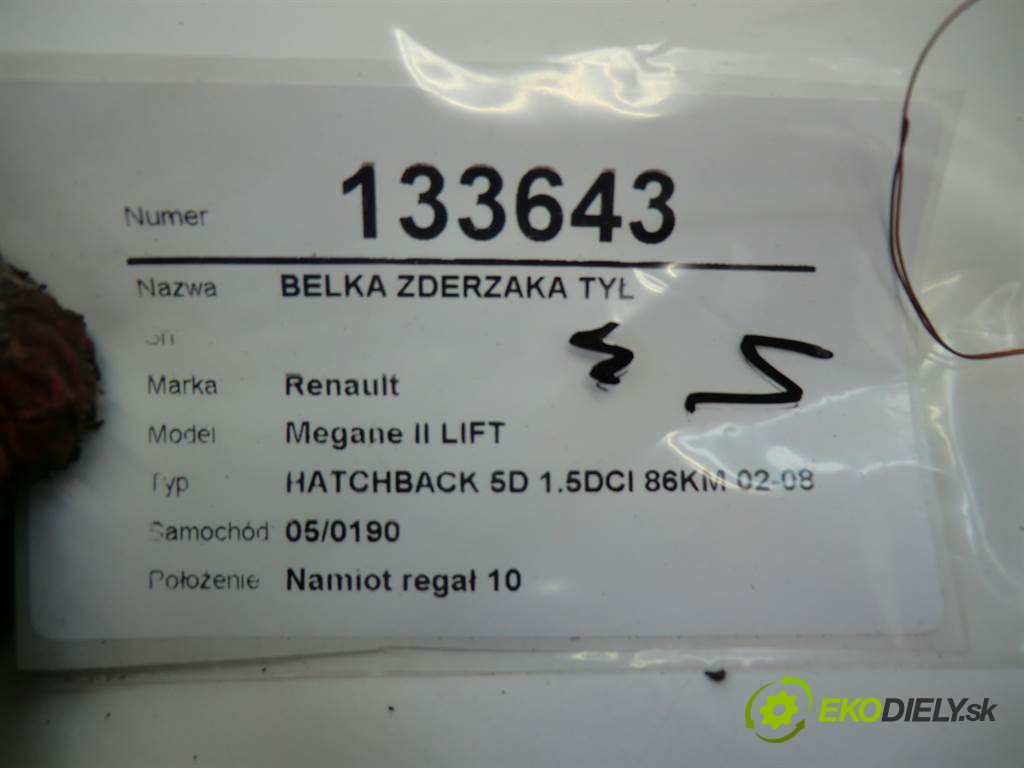 Numer 133643
Nazwa BELKA ZDERZAKA TYŁ
Marka Renault
Model Megane II LIFT
Typ HATCHBACK 5D 1.5DCI 86KM 02-08
Samochód 05/0190
Położenie Namiot regał 10
EKODIELY.sk